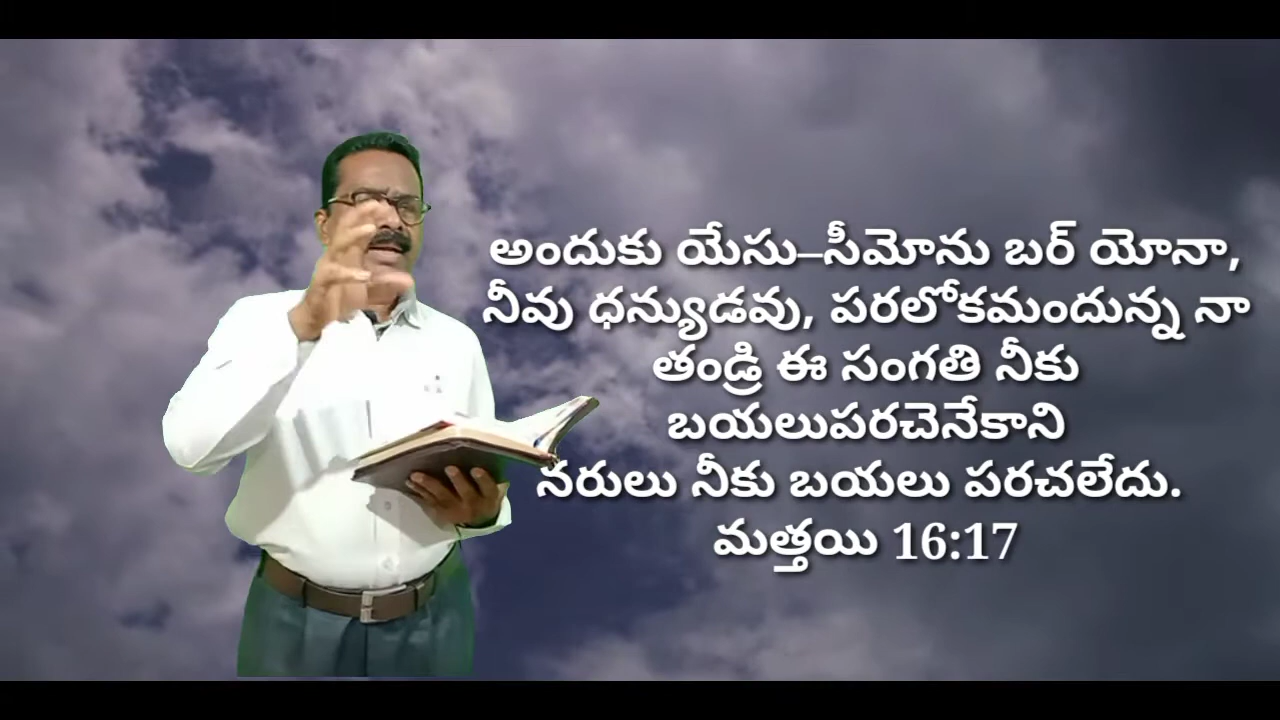 అందుకు యేసు–సీమోను బర్ యోనా,
నీవు ధన్యుడవు, పరలోకమందున్న నా
తండ్రి ఈ సంగతి నీకు
బయలుపరచెనేకాని
నరులు నీకు బయలు పరచలేదు.
మత్తయి 16:17